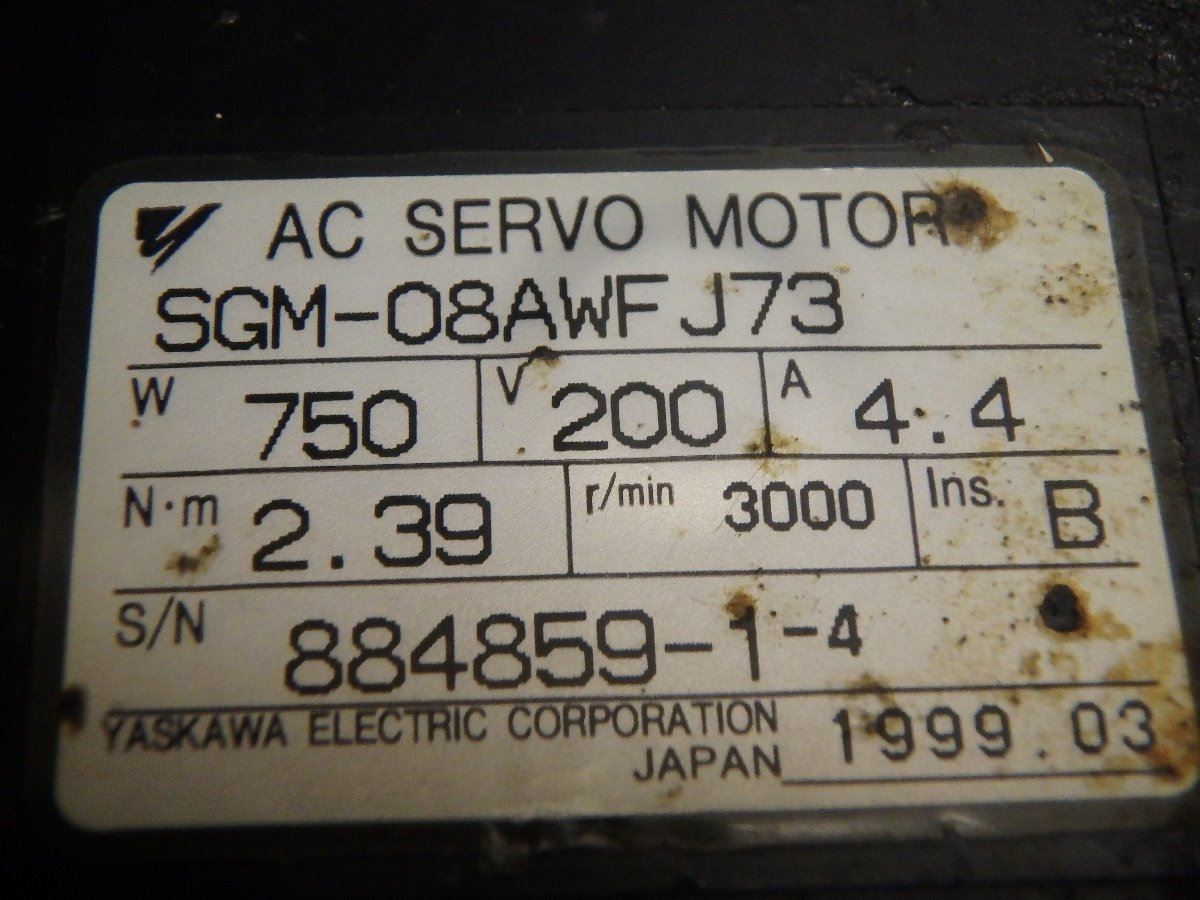 AC SERVO MOTOR
SGM-08AWFJ73
W 750 V 200 A 4.4
N·m 2.39 r/min 3000 Ins. B
S/N 884859-1-4
YASKAWA ELECTRIC CORPORATION
JAPAN 1999.03